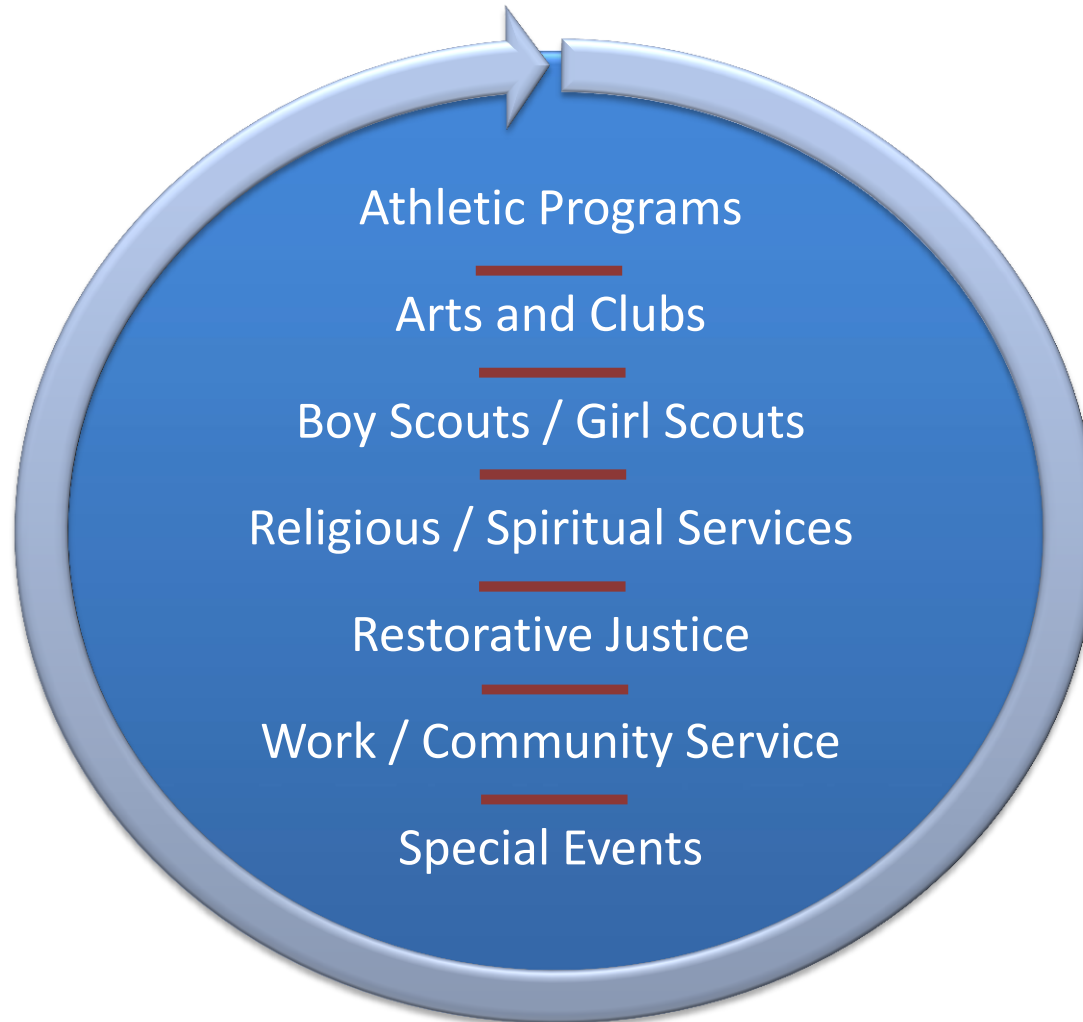 Athletic Programs
Arts and Clubs
Boy Scouts / Girl Scouts
Religious / Spiritual Services
Restorative Justice
Work / Community Service
Special Events